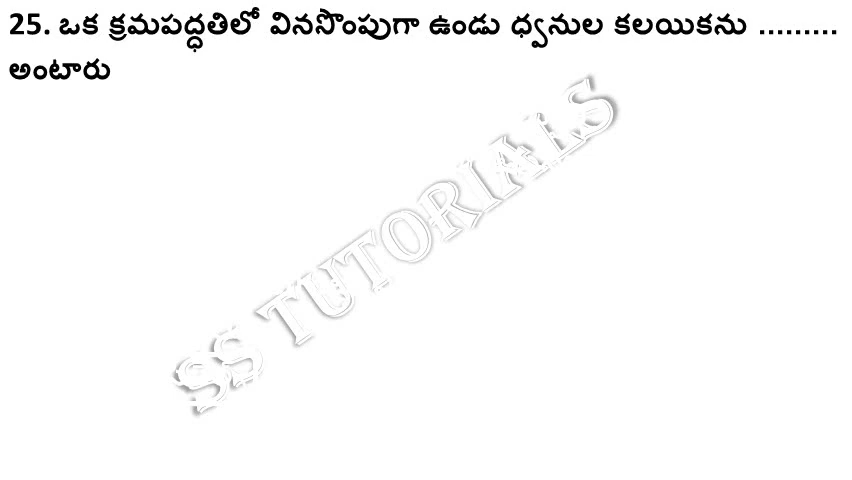 25. ఒక క్రమపద్ధతిలో వినసొంపుగా ఉండు ధ్వనుల కలయికను .........
అంటారు
SS TUTORIALS